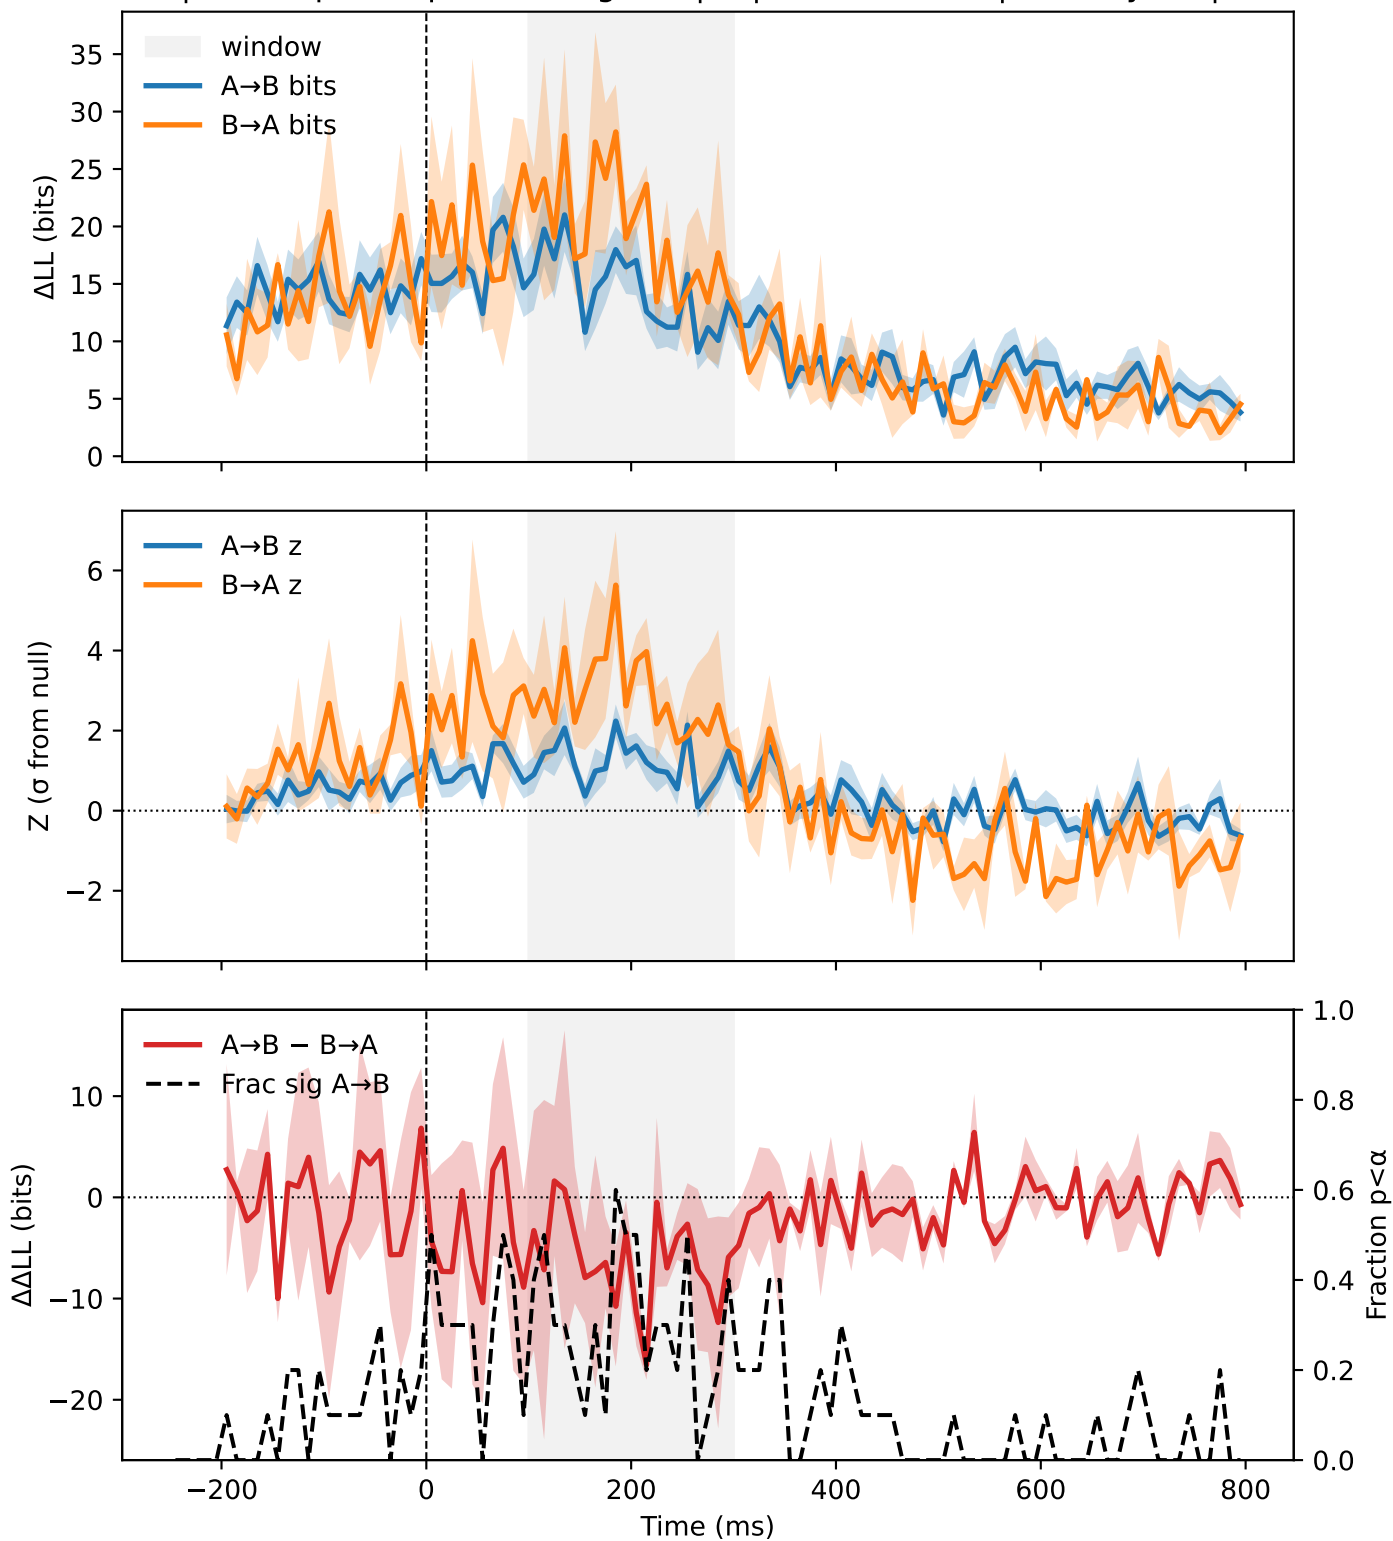 35
30
25
20
15
10
5
0
ΔLL (bits)
window
A→B bits
B→A bits
6
4
2
0
−2
Z (σ from null)
A→B z
B→A z
10
0
−10
−20
ΔΔLL (bits)
A→B − B→A
Frac sig A→B
1.0
0.8
0.6
0.4
0.2
0.0
Fraction p<α
−200 0 200 400 600 800
Time (ms)